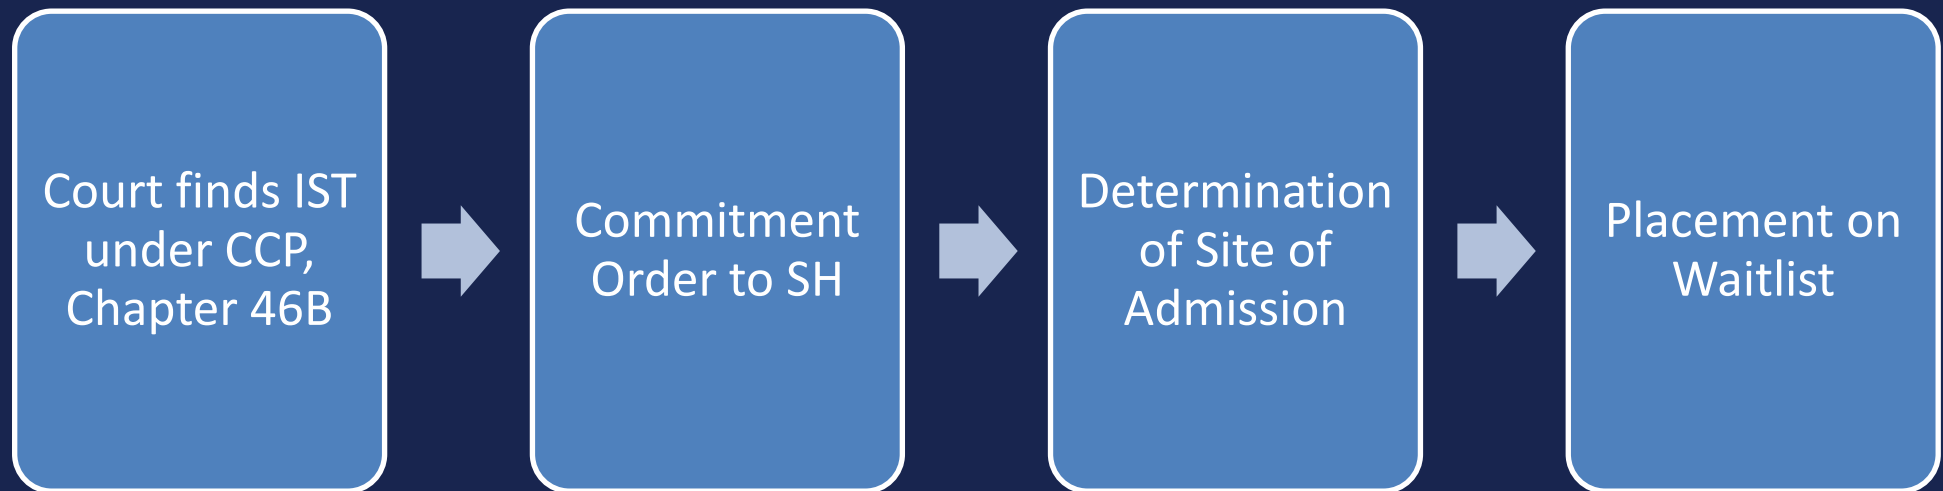 Court finds IST
under CCP,
Chapter 46B
Commitment
Order to SH
Determination
of Site of
Admission
Placement on
Waitlist